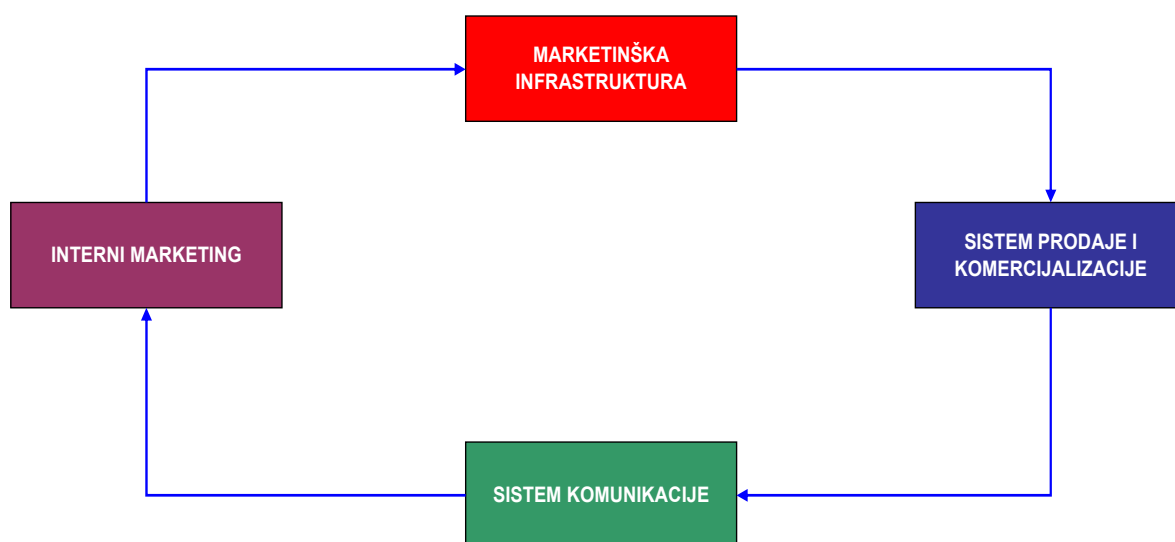 MARKETINŠKA
INFRASTRUKTURA
INTERNI MARKETING
SISTEM PRODAJE I
KOMERCIJALIZACIJE
SISTEM KOMUNIKACIJE